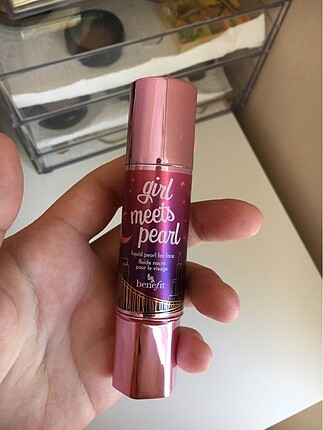 girl
meets
pearl
liquid pearl for face
fluide nacré
pour le visage
benefit